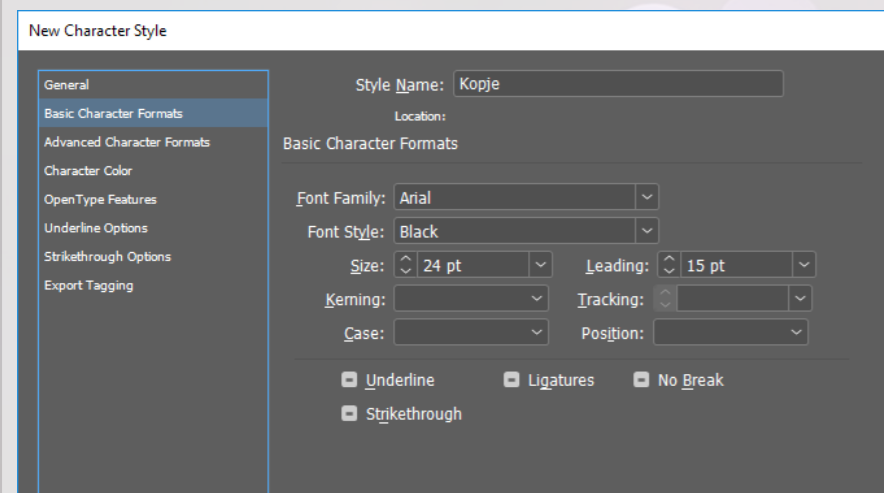 New Character Style
General
Basic Character Formats
Advanced Character Formats
Character Color
OpenType Features
Underline Options
Strikethrough Options
Export Tagging
Style Name: Kopje
Location:
Basic Character Formats
Font Family: Arial
Font Style: Black
Size: 24 pt Leading: 15 pt
Kerning: Tracking:
Case: Position:
Underline Ligatures No Break
Strikethrough